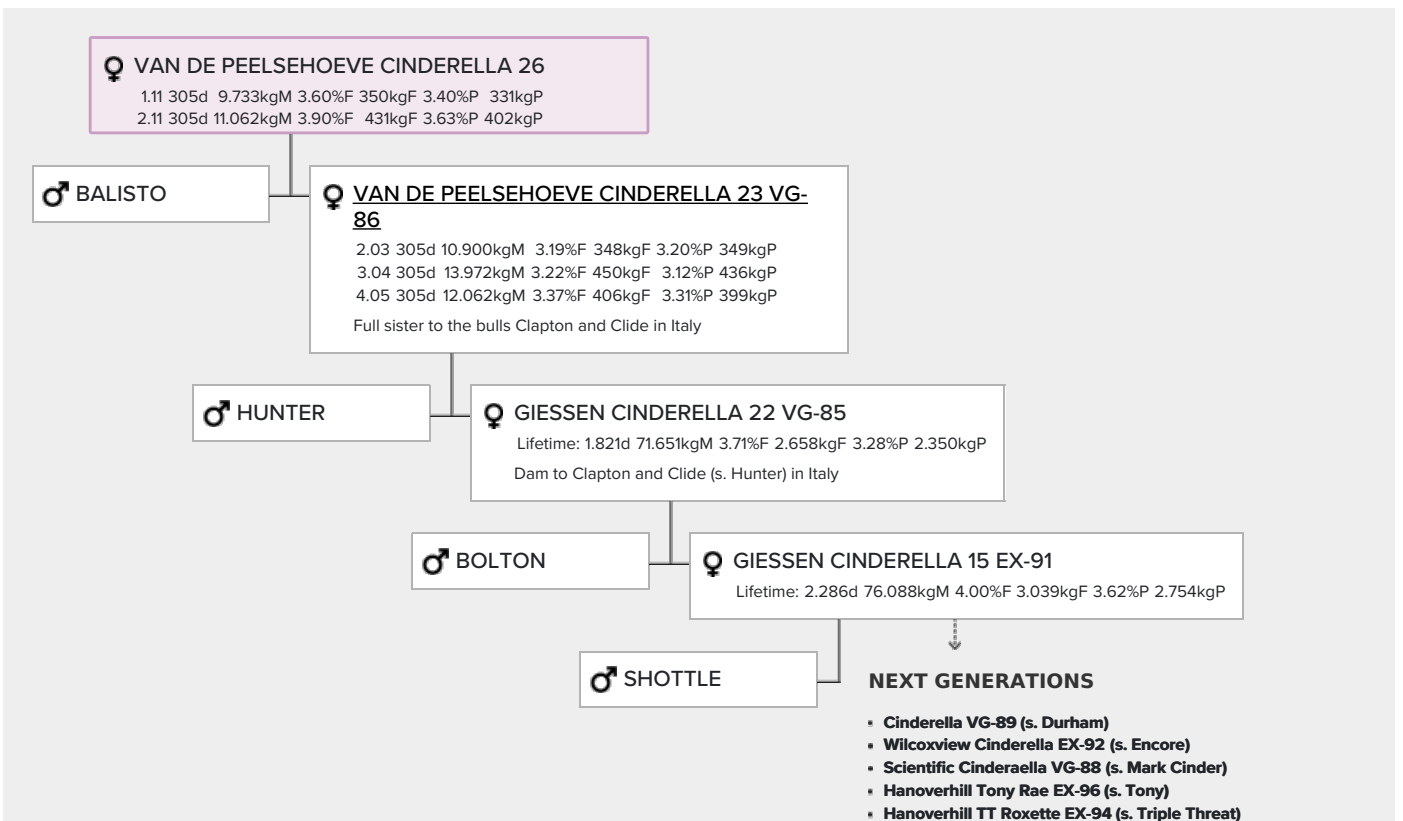 VAN DE PEELSEHOEVE CINDERELLA 26
1.11 305d 9.733kgM 3.60%F 350kgF 3.40%P 331kgP
2.11 305d 11.062kgM 3.90%F 431kgF 3.63%P 402kgP
BALISTO
VAN DE PEELSEHOEVE CINDERELLA 23 VG-
86
2.03 305d 10.900kgM 3.19%F 348kgF 3.20%P 349kgP
3.04 305d 13.972kgM 3.22%F 450kgF 3.12%P 436kgP
4.05 305d 12.062kgM 3.37%F 406kgF 3.31%P 399kgP
Full sister to the bulls Clapton and Clide in Italy
HUNTER
GIESSEN CINDERELLA 22 VG-85
Lifetime: 1.821d 71.651kgM 3.71%F 2.658kgF 3.28%P 2.350kgP
Dam to Clapton and Clide (s. Hunter) in Italy
BOLTON
GIESSEN CINDERELLA 15 EX-91
Lifetime: 2.286d 76.088kgM 4.00%F 3.039kgF 3.62%P 2.754kgP
SHOTTLE
NEXT GENERATIONS
Cinderella VG-89 (s. Durham)
Wilcoxview Cinderella EX-92 (s. Encore)
Scientific Cinderaella VG-88 (s. Mark Cinder)
Hanoverhill Tony Rae EX-96 (s. Tony)
Hanoverhill TT Roxette EX-94 (s. Triple Threat)